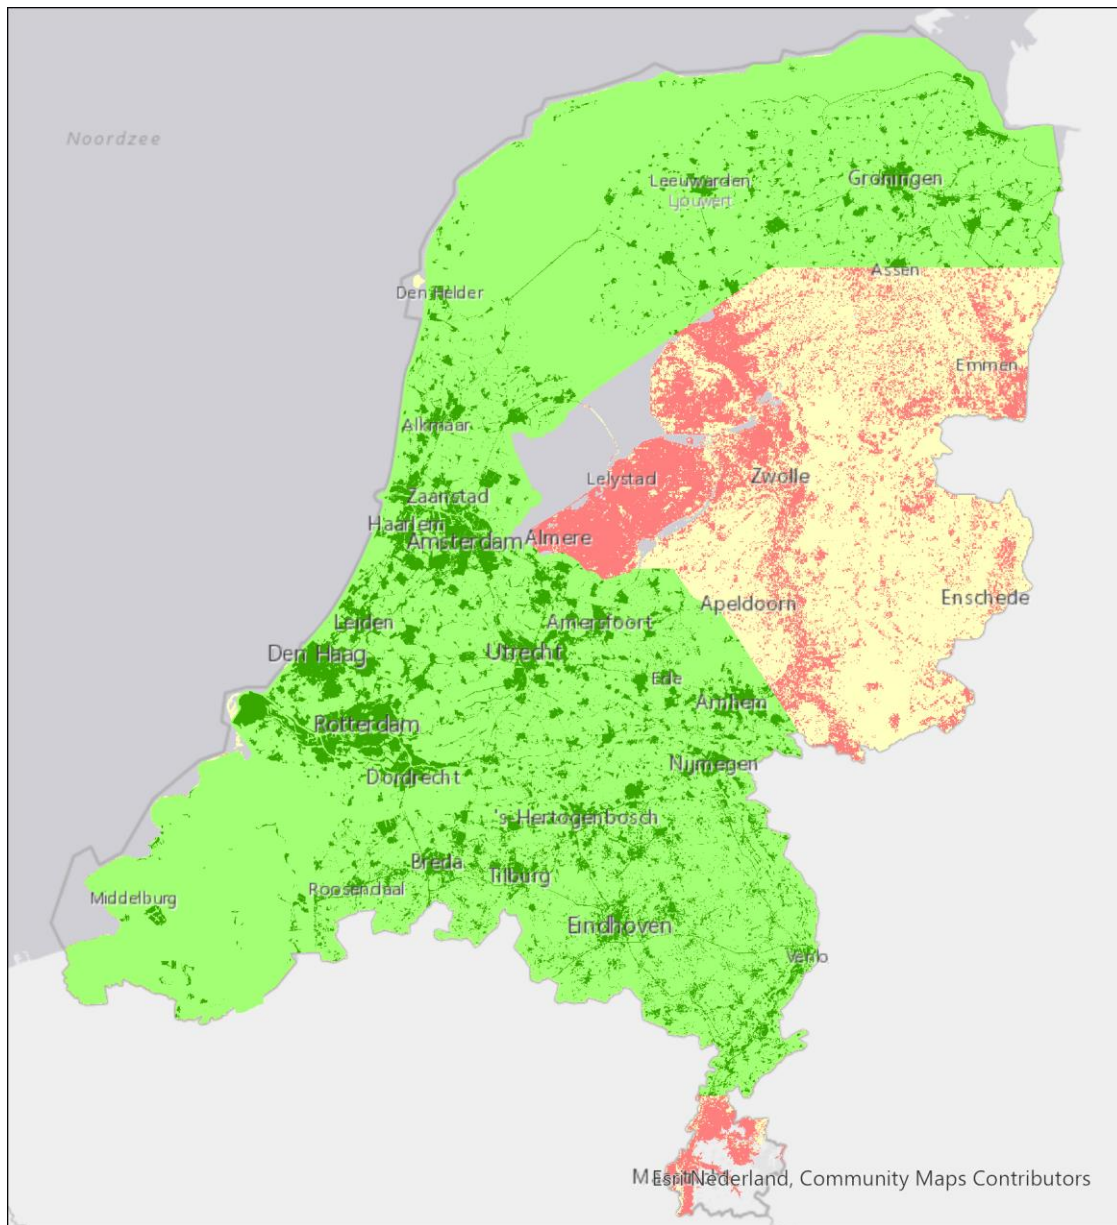 Noordzee
Leeuwarden
Ljouwert
Groningen
Assen
Den Helder
Emmen
Alkmaar
Lelystad
Zwolle
Zaanstad
Haarlem
Amsterdam
Almere
Apeldoorn
Enschede
Leiden
Amersfoort
Den Haag
Utrecht
Ede
Arnhem
Rotterdam
Nijmegen
Dordrecht
's-Hertogenbosch
Breda
Tilburg
Roosendaal
Middelburg
Eindhoven
Venlo
Esri Nederland, Community Maps Contributors